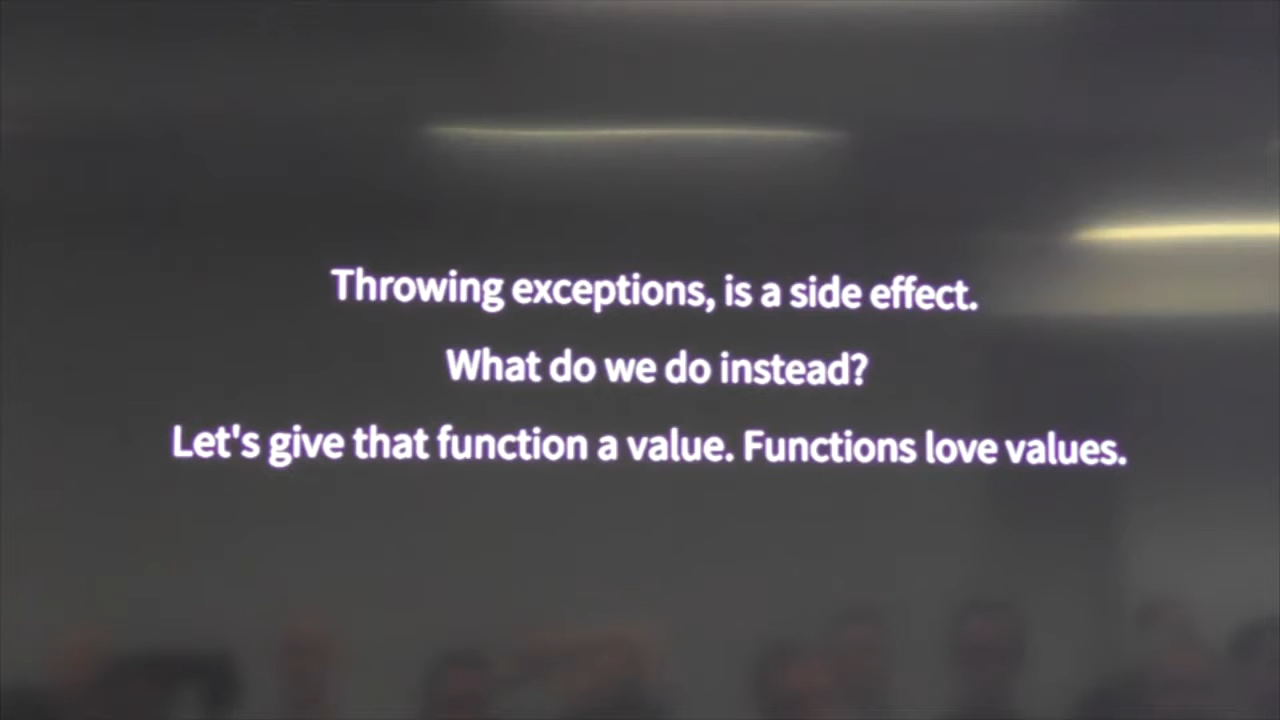 Throwing exceptions, is a side effect.
What do we do instead?
Let's give that function a value. Functions love values.